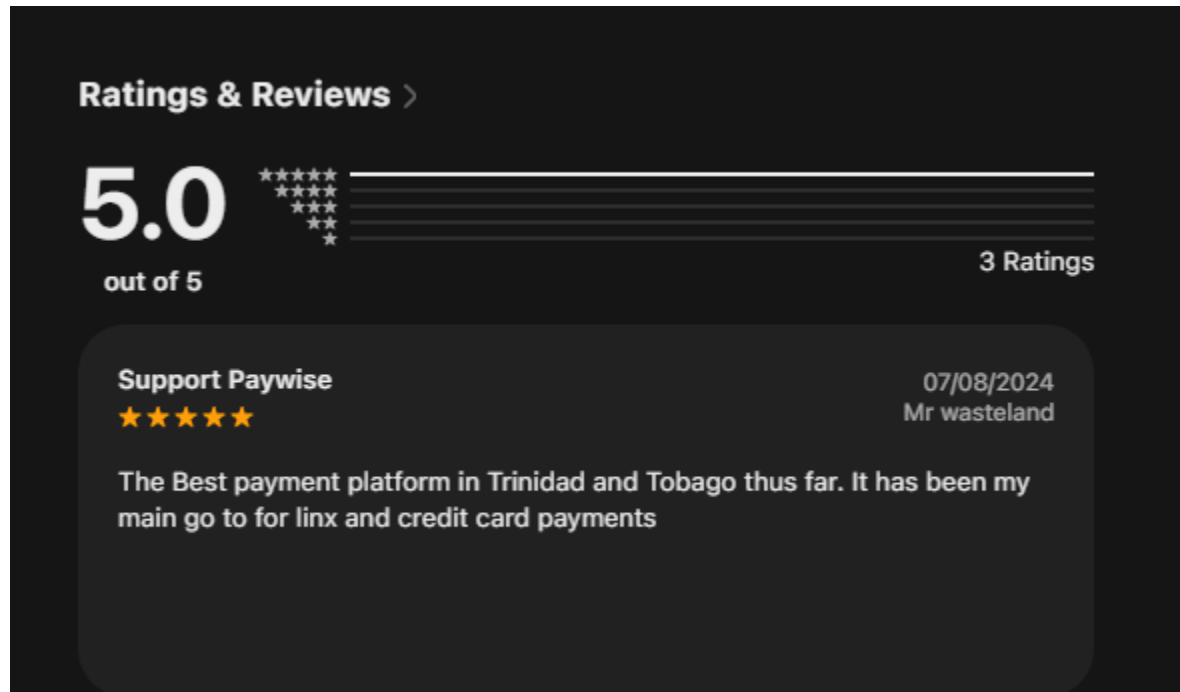 Ratings & Reviews >
5.0
out of 5
3 Ratings
Support Paywise
07/08/2024
Mr wasteland
The Best payment platform in Trinidad and Tobago thus far. It has been my
main go to for linx and credit card payments